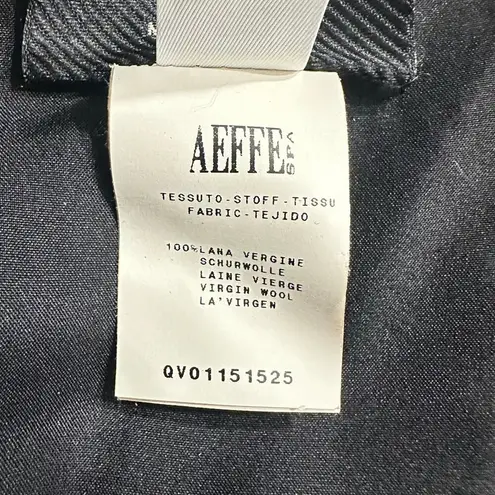 AEFFE SPA
TESSUTO-STOFF-TISSU
FABRIC-TEJIDO
100%LANA VERGINE
SCHURWOLLE
LAINE VIERGE
VIRGIN WOOL
LA'VIRGEN
QV01151525